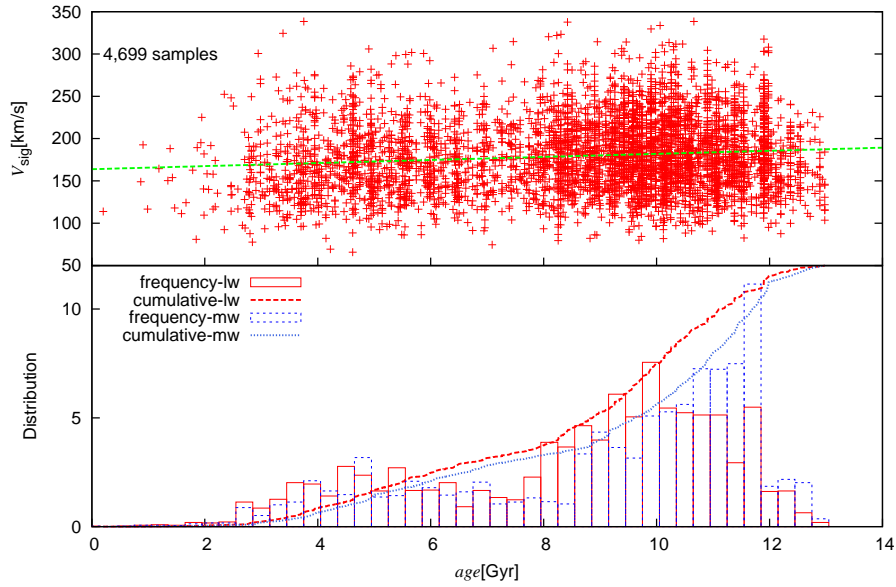 350
300
250
200
150
100
50
V_sig[km/s]
4,699 samples
10
5
0
Distribution
frequency-lw
cumulative-lw
frequency-mw
cumulative-mw
0 2 4 6 8 10 12 14
age[Gyr]